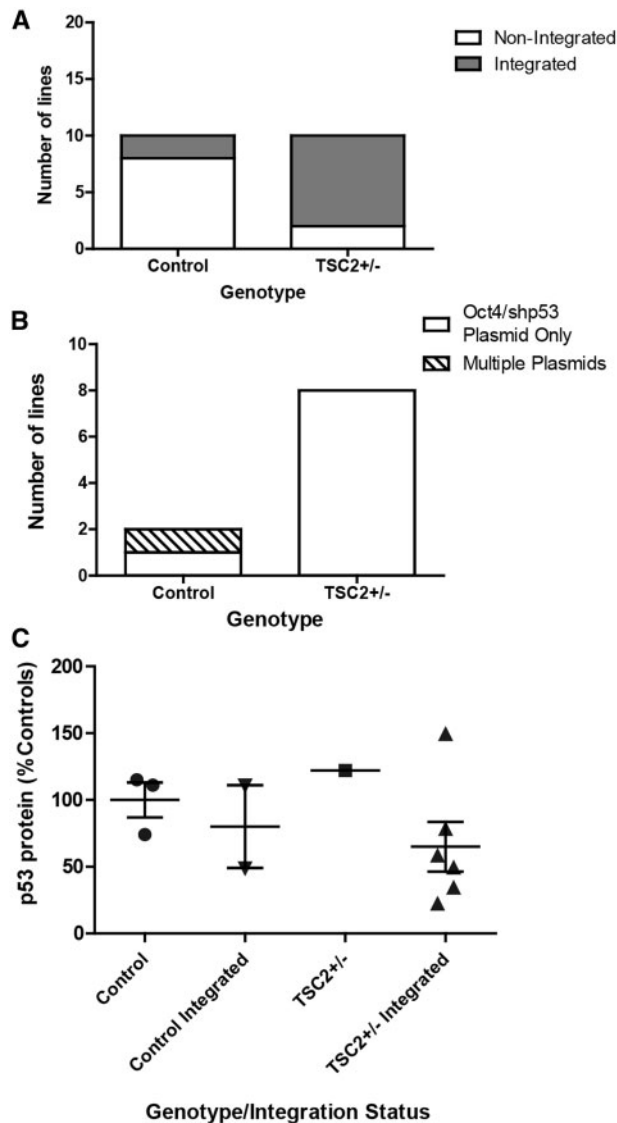 A
Number of lines
20
15
10
5
0
Control
TSC2+/-
Genotype
Non-Integrated
Integrated
B
Number of lines
10
8
6
4
2
0
Control
TSC2+/-
Genotype
Oct4/shp53
Plasmid Only
Multiple Plasmids
C
p53 protein (%Controls)
200
150
100
50
0
Control
Control Integrated
TSC2+/-
TSC2+/- Integrated
Genotype/Integration Status